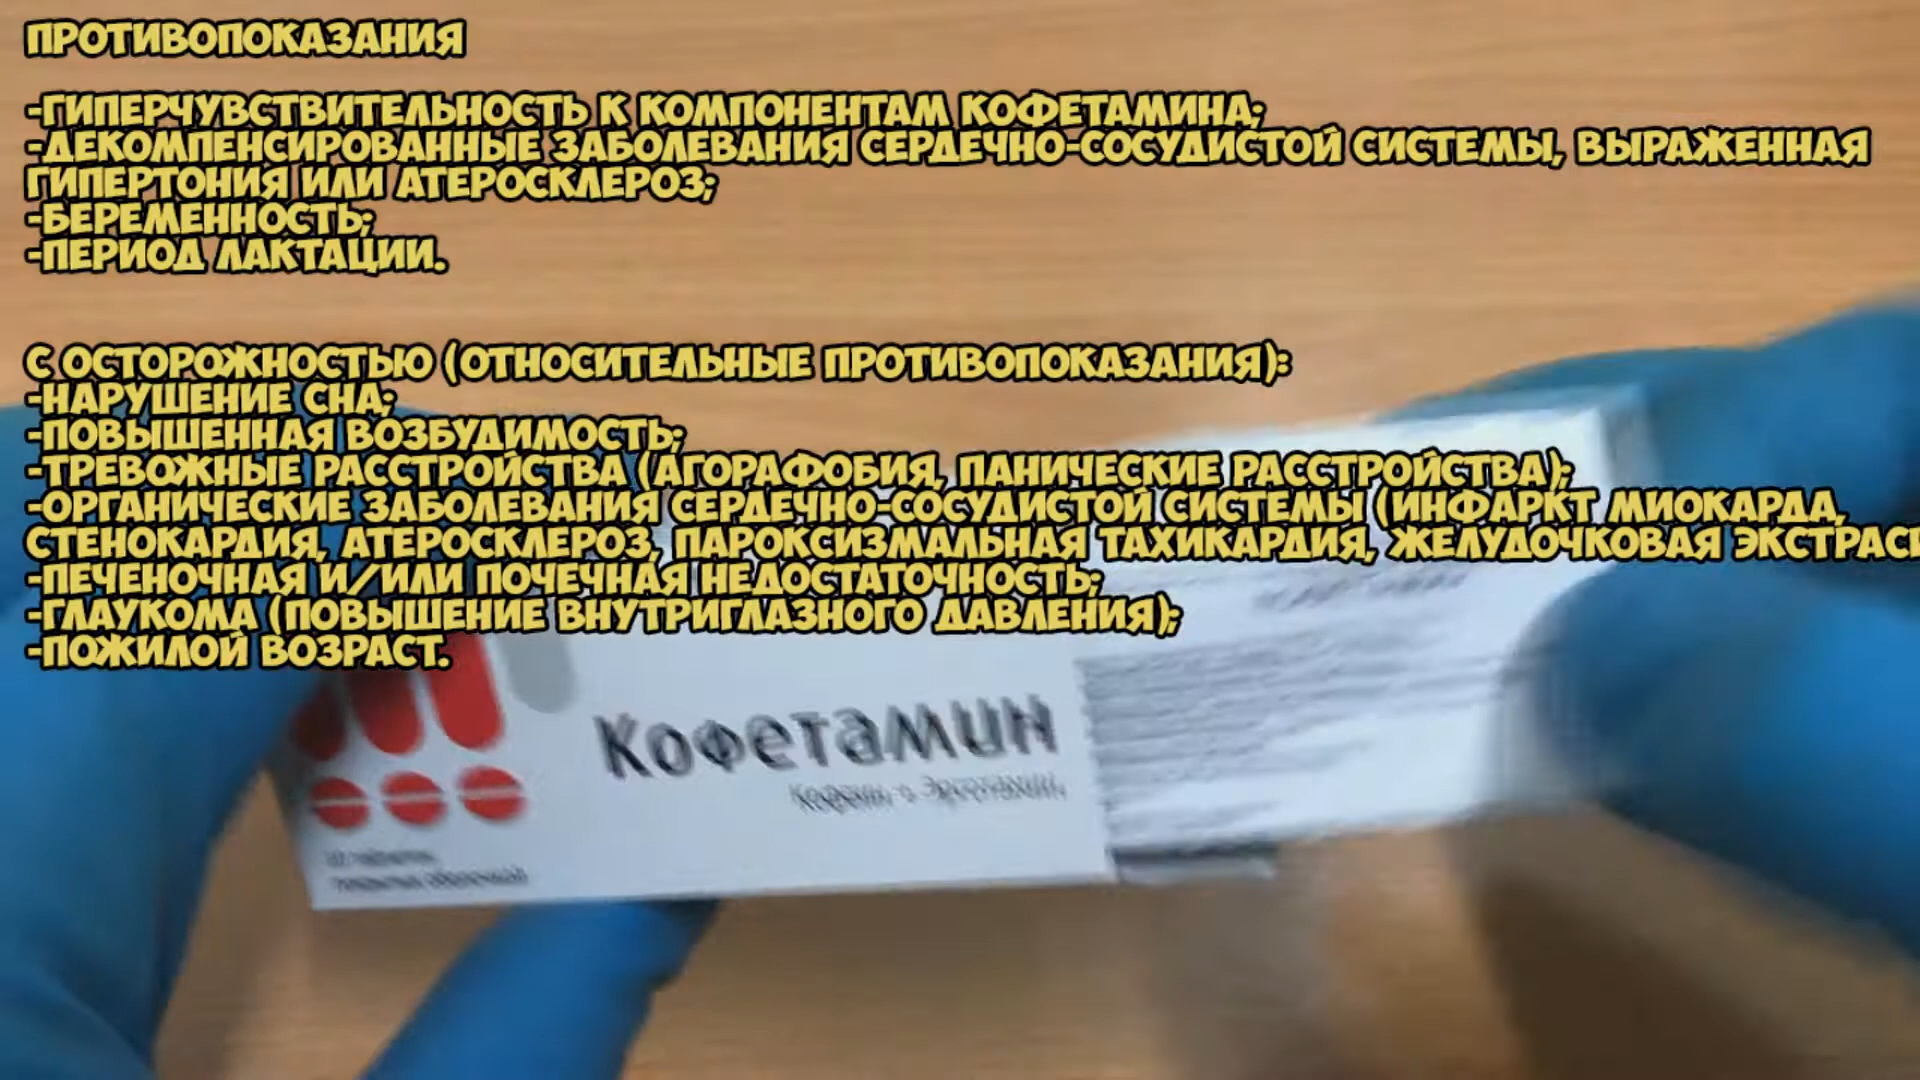 ПРОТИВОПОКАЗАНИЯ
-ГИПЕРЧУВСТВИТЕЛЬНОСТЬ К КОМПОНЕНТАМ КОФЕТАМИНА;
-ДЕКОМПЕНСИРОВАННЫЕ ЗАБОЛЕВАНИЯ СЕРДЕЧНО-СОСУДИСТОЙ СИСТЕМЫ, ВЫРАЖЕННАЯ
ГИПЕРТОНИЯ ИЛИ АТЕРОСКЛЕРОЗ;
-БЕРЕМЕННОСТЬ;
-ПЕРИОД ЛАКТАЦИИ.
С ОСТОРОЖНОСТЬЮ (ОТНОСИТЕЛЬНЫЕ ПРОТИВОПОКАЗАНИЯ):
-НАРУШЕНИЕ СНА;
-ПОВЫШЕННАЯ ВОЗБУДИМОСТЬ;
-ТРЕВОЖНЫЕ РАССТРОЙСТВА (АГОРАФОБИЯ, ПАНИЧЕСКИЕ РАССТРОЙСТВА);
-ОРГАНИЧЕСКИЕ ЗАБОЛЕВАНИЯ СЕРДЕЧНО-СОСУДИСТОЙ СИСТЕМЫ (ИНФАРКТ МИОКАРДА,
СТЕНОКАРДИЯ, АТЕРОСКЛЕРОЗ, ПАРОКСИЗМАЛЬНАЯ ТАХИКАРДИЯ, ЖЕЛУДОЧКОВАЯ
-ПЕЧЕНОЧНАЯ И/ИЛИ ПОЧЕЧНАЯ НЕДОСТАТОЧНОСТЬ;
-ГЛАУКОМА (ПОВЫШЕНИЕ ВНУТРИГЛАЗНОГО ДАВЛЕНИЯ);
-ПОЖИЛОЙ ВОЗРАСТ.
Кофетамин